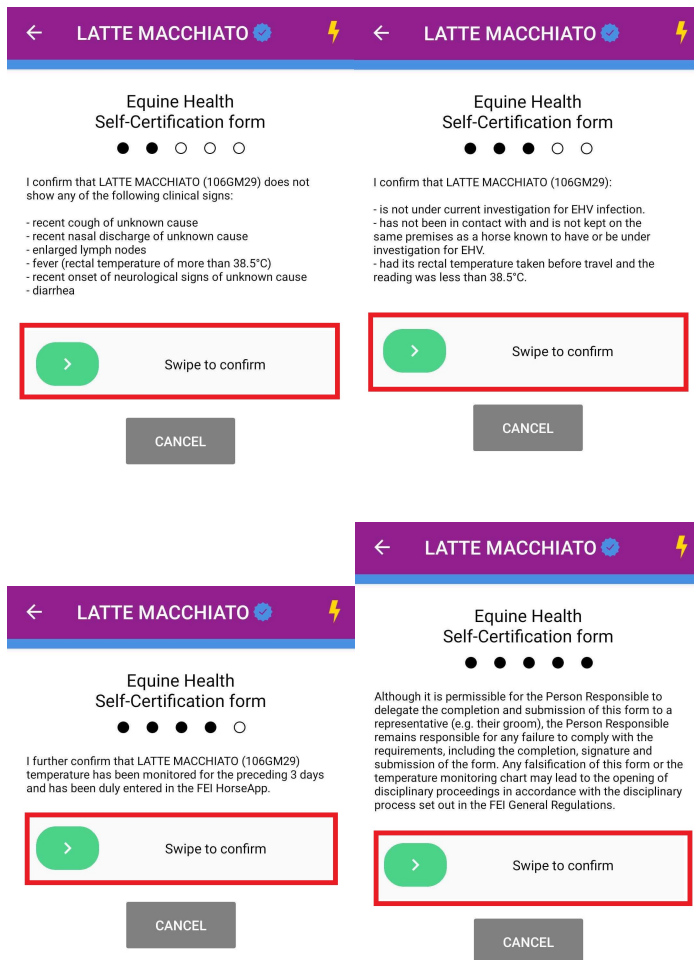 LATTE MACCHIATO
Equine Health
Self-Certification form
I confirm that LATTE MACCHIATO (106GM29) does not
show any of the following clinical signs:
- recent cough of unknown cause
- recent nasal discharge of unknown cause
- enlarged lymph nodes
- fever (rectal temperature of more than 38.5°C)
- recent onset of neurological signs of unknown cause
- diarrhea
Swipe to confirm
CANCEL
LATTE MACCHIATO
Equine Health
Self-Certification form
I confirm that LATTE MACCHIATO (106GM29):
- is not under current investigation for EHV infection.
- has not been in contact with and is not kept on the
same premises as a horse known to have or be under
investigation for EHV.
- had its rectal temperature taken before travel and the
reading was less than 38.5°C.
Swipe to confirm
CANCEL
LATTE MACCHIATO
Equine Health
Self-Certification form
I further confirm that LATTE MACCHIATO (106GM29)
temperature has been monitored for the preceding 3 days
and has been duly entered in the FEI HorseApp.
Swipe to confirm
CANCEL
LATTE MACCHIATO
Equine Health
Self-Certification form
Although it is permissible for the Person Responsible to
delegate the completion and submission of this form to a
representative (e.g. their groom), the Person Responsible
remains responsible for any failure to comply with the
requirements, including the completion, signature and
submission of the form. Any falsification of this form or the
temperature monitoring chart may lead to the opening of
disciplinary proceedings in accordance with the disciplinary
process set out in the FEI General Regulations.
Swipe to confirm
CANCEL